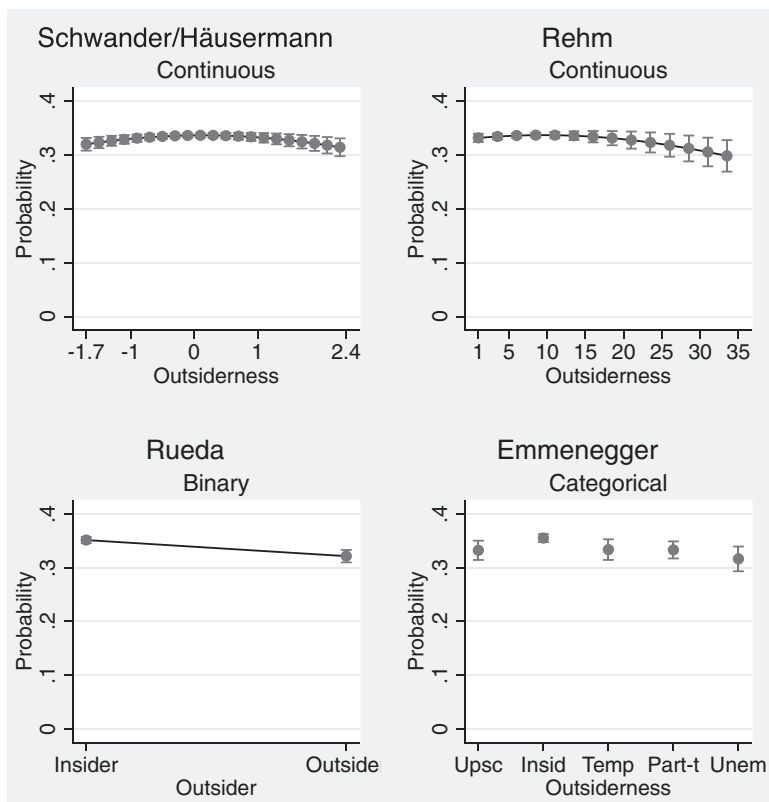 Schwander/Häusermann
Continuous
Probability
.4
.3
.2
.1
0
-1.7 -1 0 1 2.4
Outsiderness
Rehm
Continuous
Probability
.4
.3
.2
.1
0
1 5 10 15 20 25 30 35
Outsiderness
Rueda
Binary
Probability
.4
.3
.2
.1
0
Insider Outside
Outsider
Emmenegger
Categorical
Probability
.4
.3
.2
.1
0
Upsc Insid Temp Part-t Unem
Outsiderness